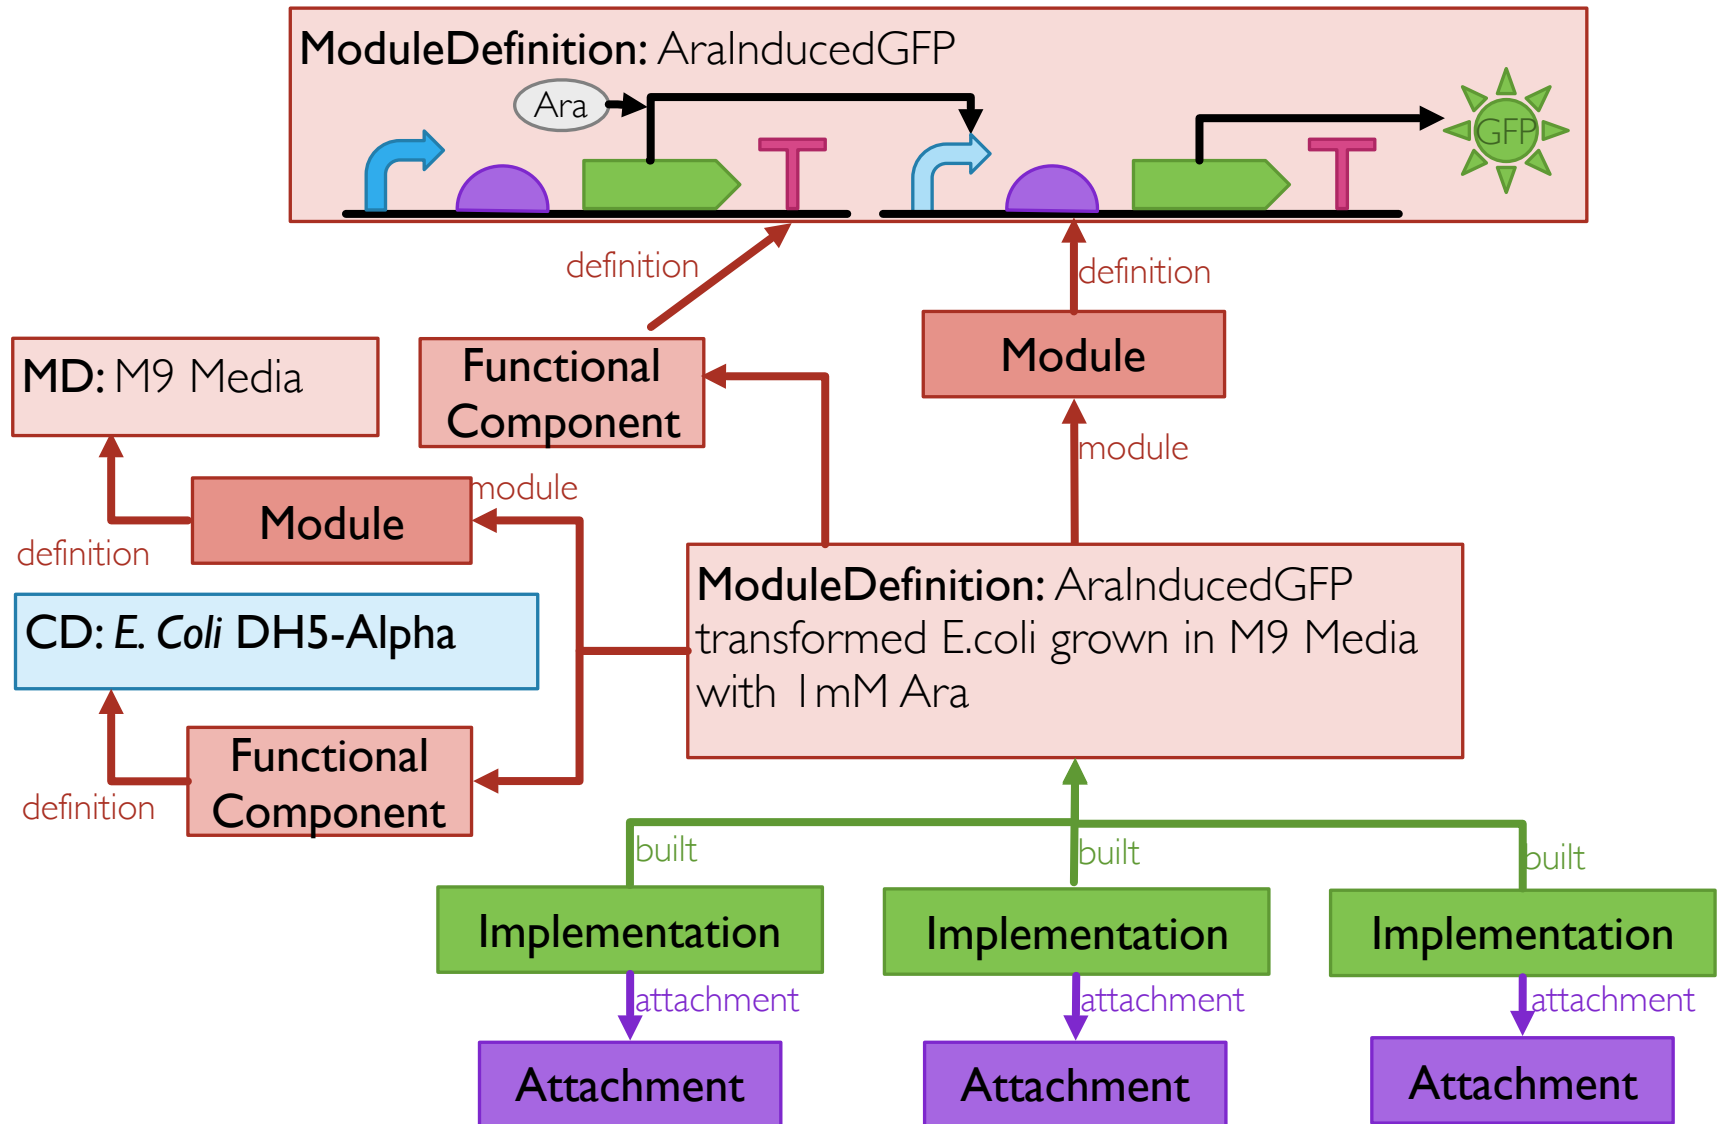 ModuleDefinition: AraInducedGFP
Ara
GFP
definition
definition
Functional
Component
Module
MD: M9 Media
module
module
Module
definition
ModuleDefinition: AraInducedGFP
transformed E.coli grown in M9 Media
with 1mM Ara
CD: E. Coli DH5-Alpha
Functional
Component
definition
built
built
built
Implementation
Implementation
Implementation
attachment
attachment
attachment
Attachment
Attachment
Attachment